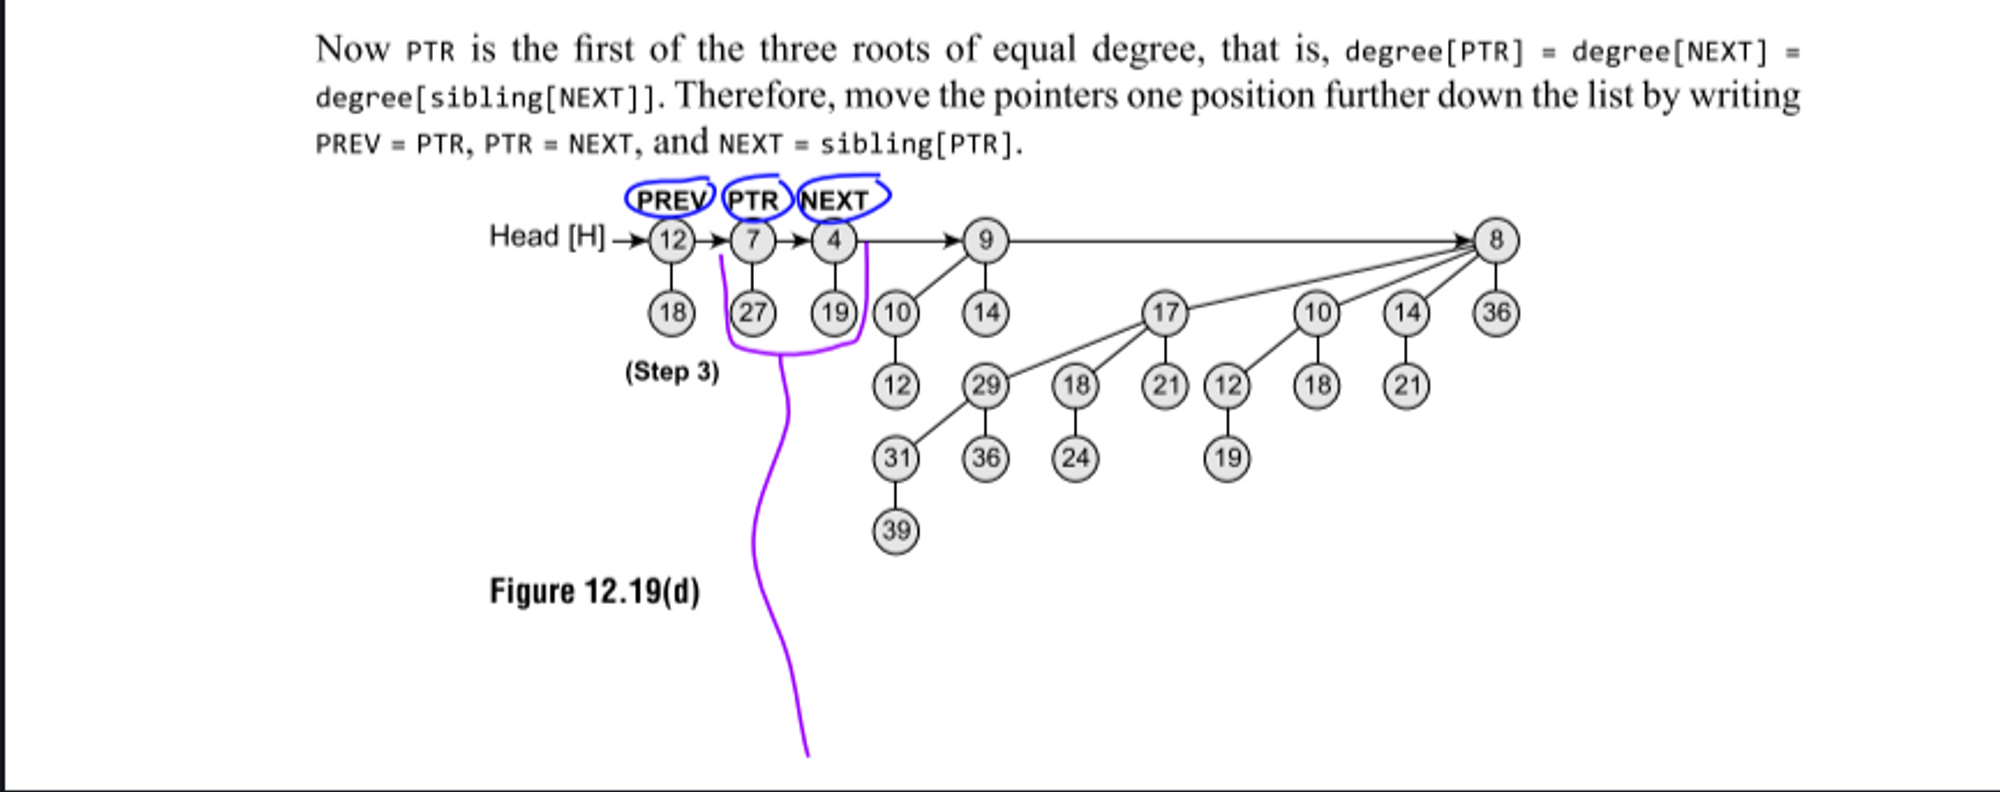 Now PTR is the first of the three roots of equal degree, that is, degree[PTR] = degree[NEXT] =
degree[sibling[NEXT]]. Therefore, move the pointers one position further down the list by writing
PREV = PTR, PTR = NEXT, and NEXT = sibling[PTR].
PREV PTR NEXT
Head [H] 12 7 4 9 8
18 27 19 10 14 17 10 14 36
(Step 3) 12 29 18 21 12 18 21
31 36 24 19
39
Figure 12.19(d)